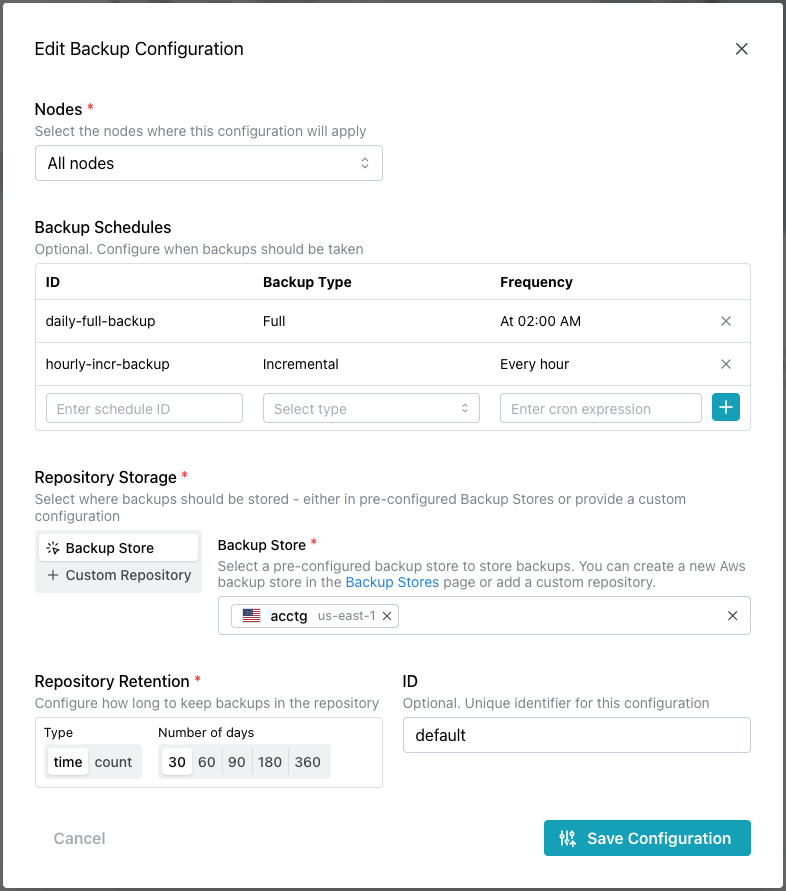 Edit Backup Configuration
Nodes *
Select the nodes where this configuration will apply
All nodes
Backup Schedules
Optional. Configure when backups should be taken
ID Backup Type Frequency
daily-full-backup Full At 02:00 AM
hourly-incr-backup Incremental Every hour
Enter schedule ID Select type Enter cron expression
Repository Storage *
Select where backups should be stored - either in pre-configured Backup Stores or provide a custom
configuration
Backup Store
Custom Repository
Backup Store *
Select a pre-configured backup store to store backups. You can create a new Aws
backup store in the Backup Stores page or add a custom repository.
acctg us-east-1
Repository Retention *
Configure how long to keep backups in the repository
Type Number of days
time count 30 60 90 180 360
ID
Optional. Unique identifier for this configuration
default
Cancel Save Configuration